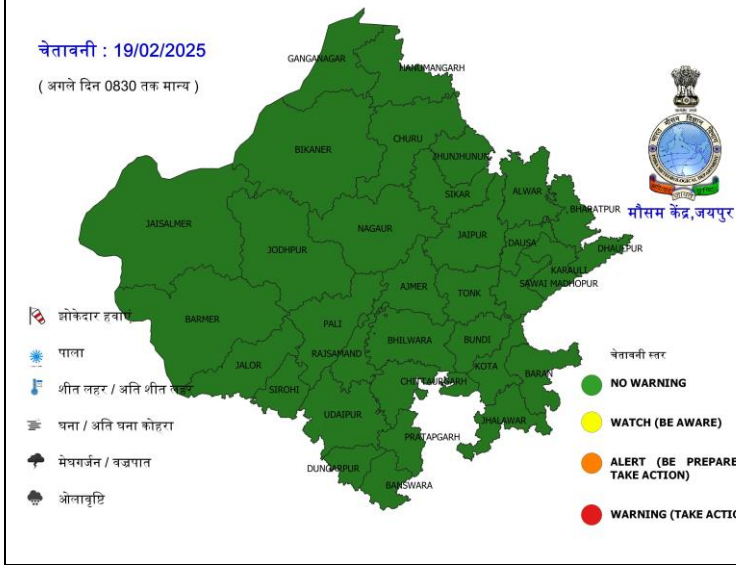 चेतावनी : 19/02/2025
( अगले दिन 0830 तक मान्य )
GANGANAGAR
HANUMANGARH
CHURU
BIKANER
JHUNJHUNUN
SIKAR
ALWAR
BHARATPUR
मौसम केंद्र,जयपुर
JAISALMER
NAGAUR
JODHPUR
JAIPUR
DAUSA
DHAULPUR
KARAULI
SAWAI MADHOPUR
AJMER
TONK
BARMER
PALI
झोकेदार हवाएं
BHILWARA
BUNDI
RAJSAMAND
पाला
चेतावनी स्तर
JALOR
KOTA
BARAN
SIROHI
CHITTAURGARH
शीत लहर / अति शीत लहर
NO WARNING
UDAIPUR
JHALAWAR
घना / अति घना कोहरा
WATCH (BE AWARE)
PRATAPGARH
मेघगर्जन / वज्रपात
DUNGARPUR
ALERT (BE PREPARE
TAKE ACTION)
BANSWARA
ओलावृष्टि
WARNING (TAKE ACTIO